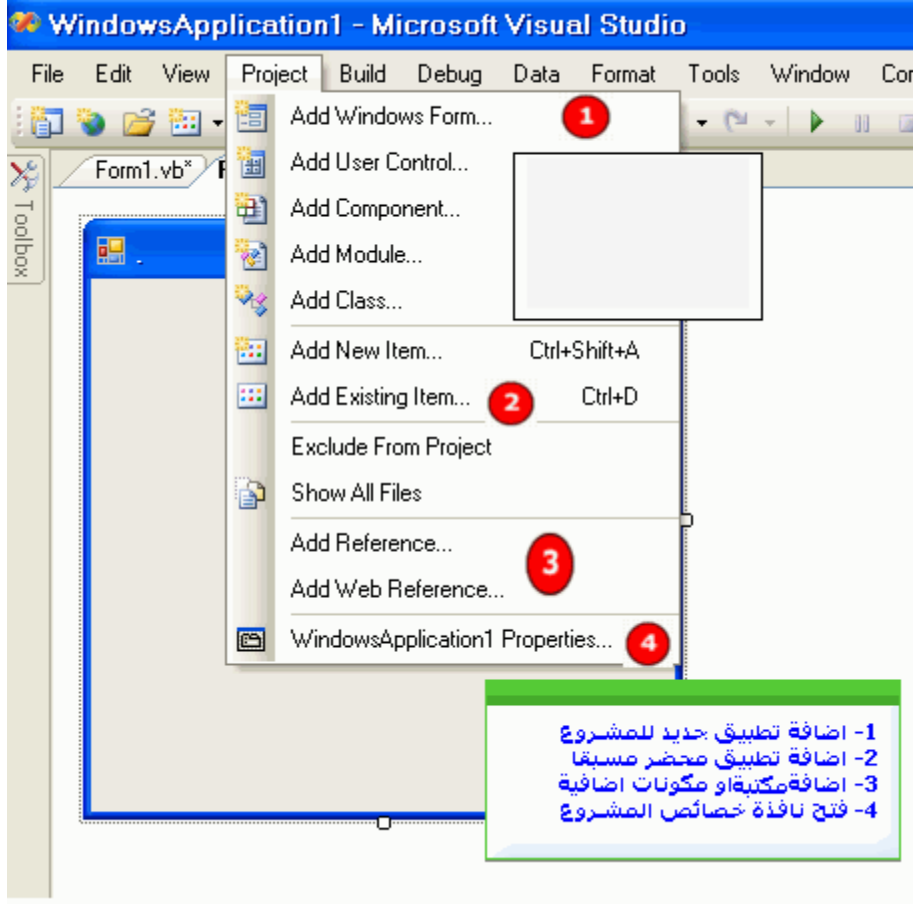 WindowsApplication1 - Microsoft Visual Studio
File Edit View Project Build Debug Data Format Tools Window
Form1.vb*
Toolbox
Add Windows Form... 1
Add User Control...
Add Component...
Add Module...
Add Class...
Add New Item... Ctrl+Shift+A
Add Existing Item... 2 Ctrl+D
Exclude From Project
Show All Files
Add Reference...
3
Add Web Reference...
WindowsApplication1 Properties... 4
1- اضافة تطبيق جديد للمشروع
2- اضافة تطبيق محضر مسبقا
3- اضافةمكتبةاو مكونات اضافية
4- فتح نافذة خصائص المشروع